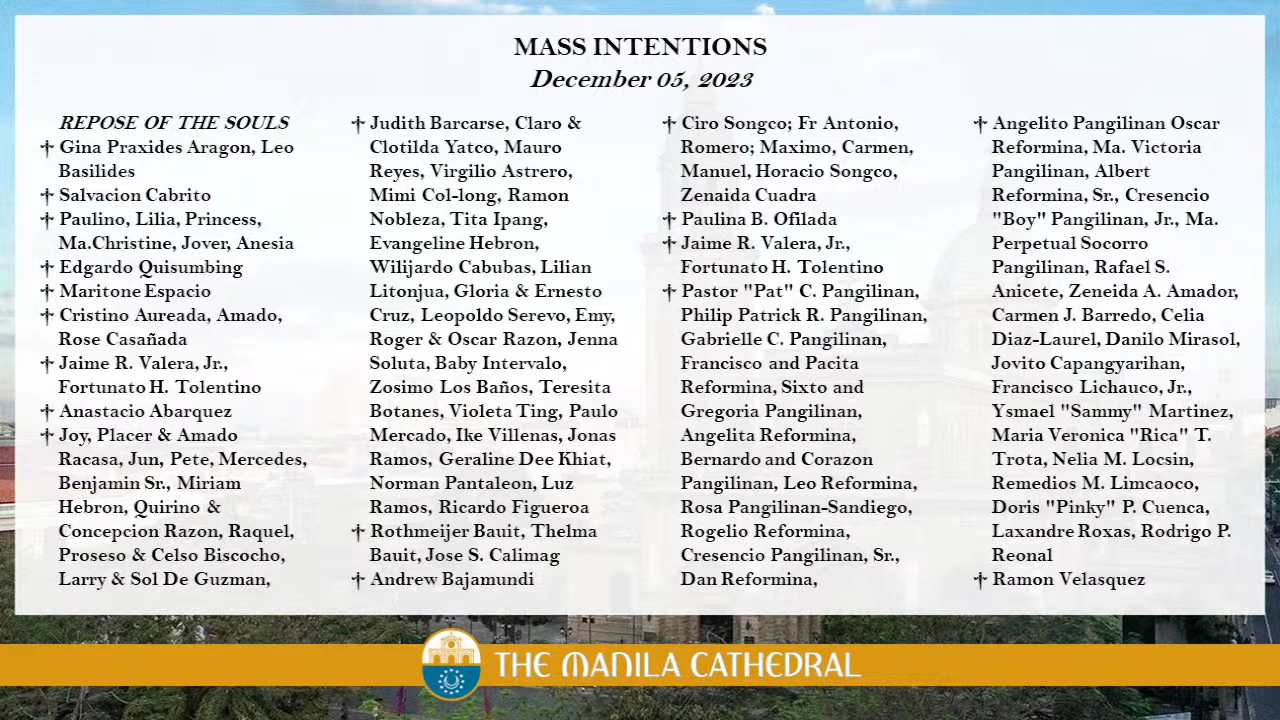 MASS INTENTIONS
December 05, 2023
REPOSE OF THE SOULS
✝ Gina Praxides Aragon, Leo
Basilides
✝ Salvacion Cabrito
✝ Paulino, Lilia, Princess,
Ma.Christine, Jover, Anesia
✝ Edgardo Quisumbing
✝ Maritone Espacio
✝ Cristino Aureada, Amado,
Rose Casañada
✝ Jaime R. Valera, Jr.,
Fortunato H. Tolentino
✝ Anastacio Abarquez
✝ Joy, Placer & Amado
Racasa, Jun, Pete, Mercedes,
Benjamin Sr., Miriam
Hebron, Quirino &
Concepcion Razon, Raquel,
Proseso & Celso Biscocho,
Larry & Sol De Guzman,
✝ Judith Barcarse, Claro &
Clotilda Yatco, Mauro
Reyes, Virgilio Astrero,
Mimi Col-long, Ramon
Nobleza, Tita Ipang,
Evangeline Hebron,
Wilijardo Cabubas, Lilian
Litonjua, Gloria & Ernesto
Cruz, Leopoldo Serevo, Emy,
Roger & Oscar Razon, Jenna
Soluta, Baby Intervalo,
Zosimo Los Baños, Teresita
Botanes, Violeta Ting, Paulo
Mercado, Ike Villenas, Jonas
Ramos, Geraline Dee Khiat,
Norman Pantaleon, Luz
Ramos, Ricardo Figueroa
✝ Rothmeijer Bauit, Thelma
Bauit, Jose S. Calimag
✝ Andrew Bajamundi
✝ Ciro Songco; Fr Antonio,
Romero; Maximo, Carmen,
Manuel, Horacio Songco,
Zenaida Cuadra
✝ Paulina B. Ofilada
✝ Jaime R. Valera, Jr.,
Fortunato H. Tolentino
✝ Pastor "Pat" C. Pangilinan,
Philip Patrick R. Pangilinan,
Gabrielle C. Pangilinan,
Francisco and Pacita
Reformina, Sixto and
Gregoria Pangilinan,
Angelita Reformina,
Bernardo and Corazon
Pangilinan, Leo Reformina,
Rosa Pangilinan-Sandiego,
Rogelio Reformina,
Cresencio Pangilinan, Sr.,
Dan Reformina,
✝ Angelito Pangilinan Oscar
Reformina, Ma. Victoria
Pangilinan, Albert
Reformina, Sr., Cresencio
"Boy" Pangilinan, Jr., Ma.
Perpetual Socorro
Pangilinan, Rafael S.
Anicete, Zeneida A. Amador,
Carmen J. Barredo, Celia
Diaz-Laurel, Danilo Mirasol,
Jovito Capangyarihan,
Francisco Lichauco, Jr.,
Ysmael "Sammy" Martinez,
Maria Veronica "Rica" T.
Trota, Nelia M. Locsin,
Remedios M. Limcaoco,
Doris "Pinky" P. Cuenca,
Laxandre Roxas, Rodrigo P.
Reonal
✝ Ramon Velasquez
THE MANILA CATHEDRAL